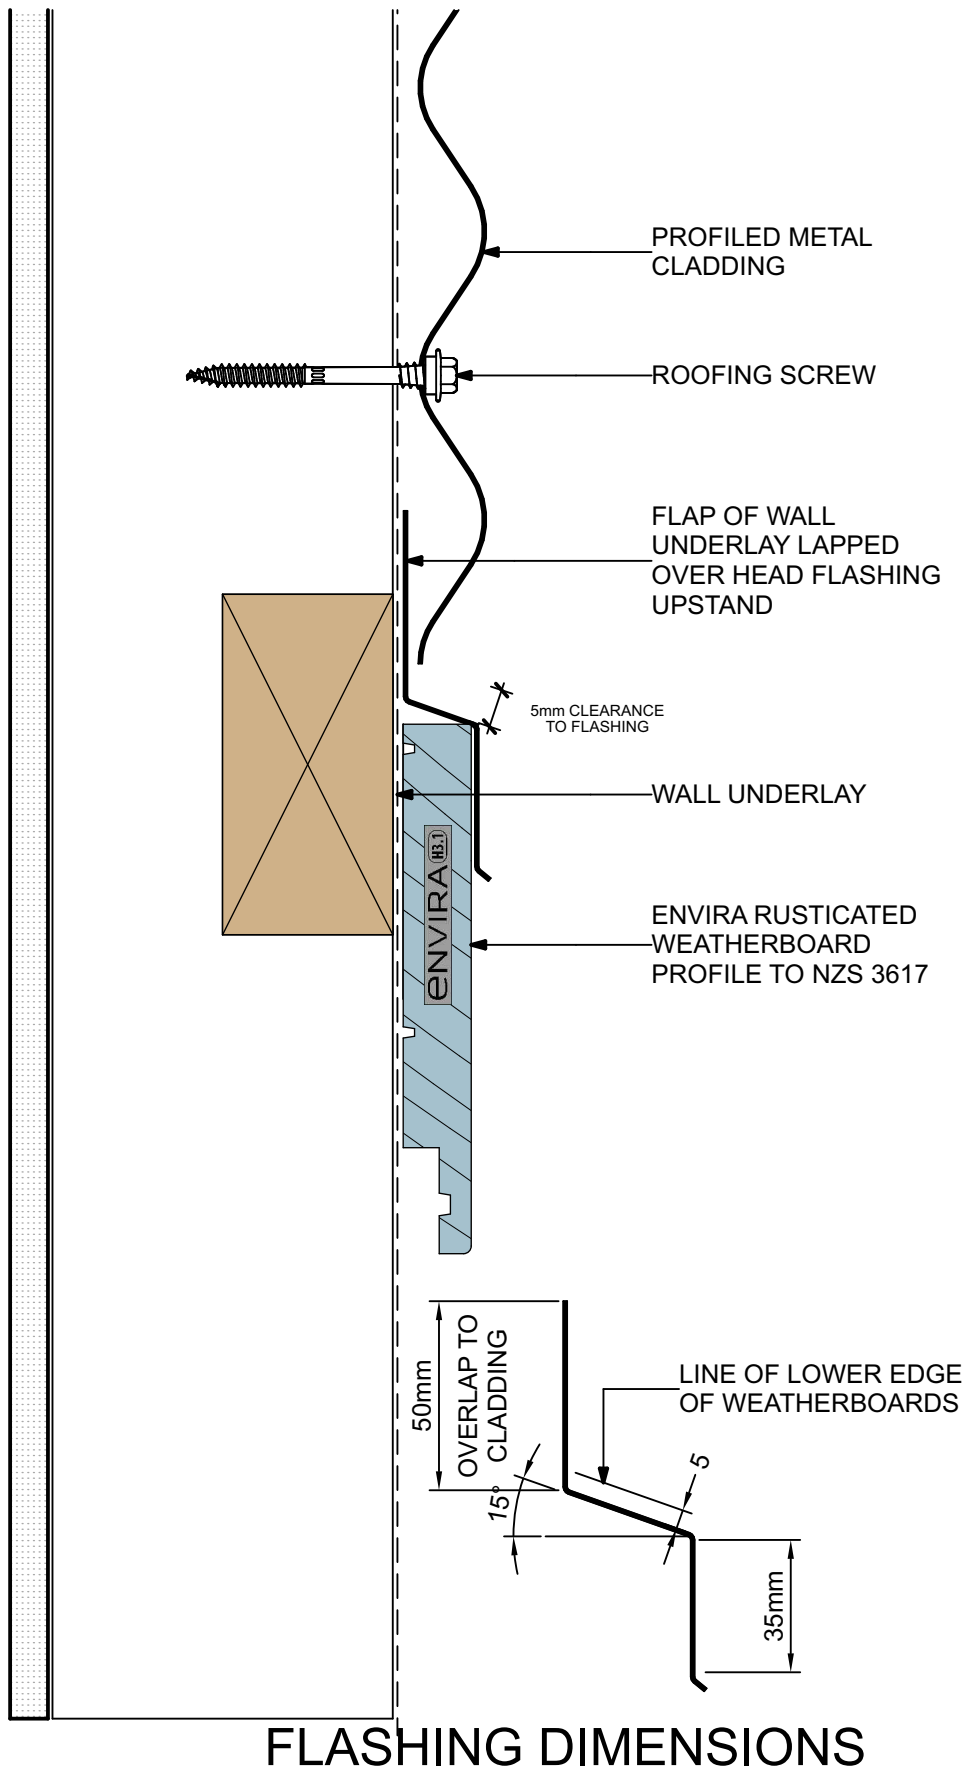 PROFILED METAL
CLADDING
ROOFING SCREW
FLAP OF WALL
UNDERLAY LAPPED
OVER HEAD FLASHING
UPSTAND
5mm CLEARANCE
TO FLASHING
WALL UNDERLAY
ENVIRA H3.1
ENVIRA RUSTICATED
WEATHERBOARD
PROFILE TO NZS 3617
50mm
OVERLAP TO
CLADDING
LINE OF LOWER EDGE
OF WEATHERBOARDS
15°
5
35mm
FLASHING DIMENSIONS